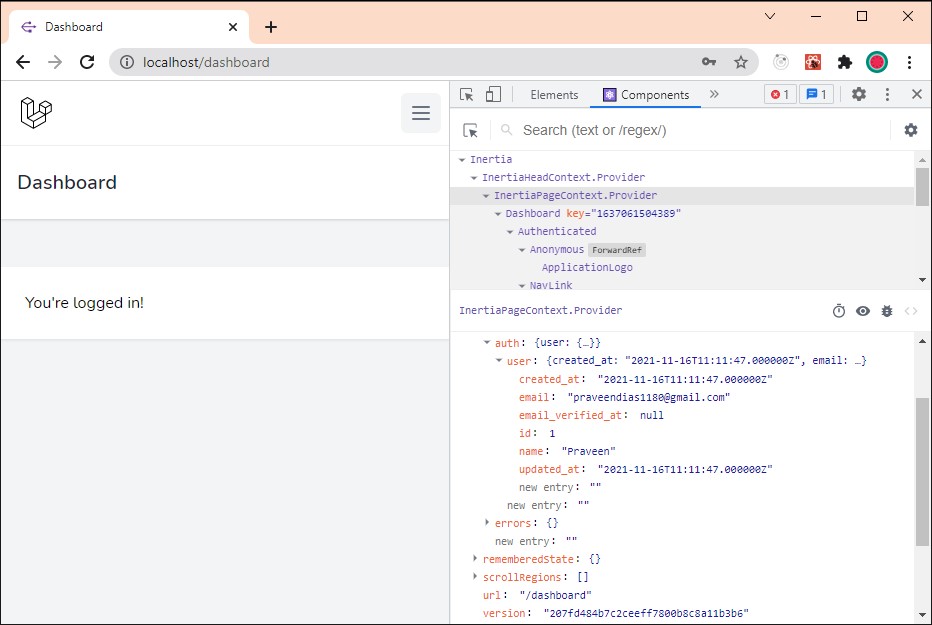 Dashboard
localhost/dashboard
Dashboard
You're logged in!
Elements
Components
1
1
Search (text or /regex/)
Inertia
InertiaHeadContext.Provider
InertiaPageContext.Provider
Dashboard key="1637061504389"
Authenticated
Anonymous ForwardRef
ApplicationLogo
NavLink
InertiaPageContext.Provider
auth: {user: {…}}
user: {created_at: "2021-11-16T11:11:47.000000Z", email: …}
created_at: "2021-11-16T11:11:47.000000Z"
email: "praveendias1180@gmail.com"
email_verified_at: null
id: 1
name: "Praveen"
updated_at: "2021-11-16T11:11:47.000000Z"
new entry: ""
new entry: ""
errors: {}
new entry: ""
rememberedState: {}
scrollRegions: []
url: "/dashboard"
version: "207fd484b7c2ceeff7800b8c8a11b3b6"